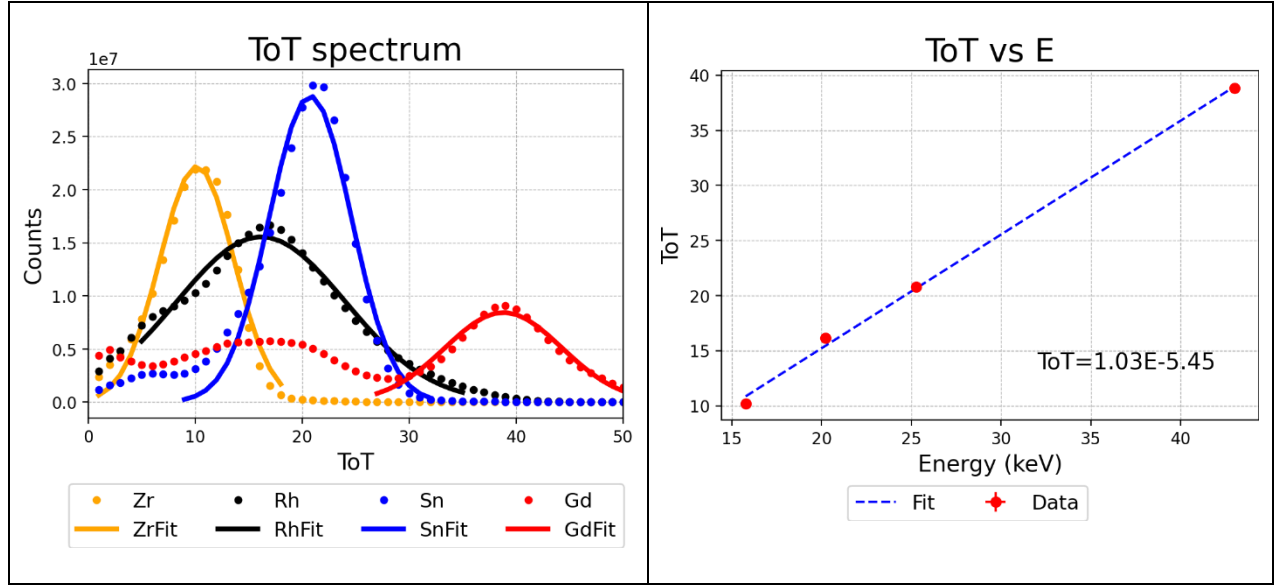 ToT spectrum
1e7
3.0
2.5
2.0
1.5
1.0
0.5
0.0
Counts
0 10 20 30 40 50
ToT
Zr Rh Sn Gd
ZrFit RhFit SnFit GdFit
ToT vs E
40
35
30
25
20
15
10
ToT
ToT=1.03E-5.45
15 20 25 30 35 40
Energy (keV)
Fit Data